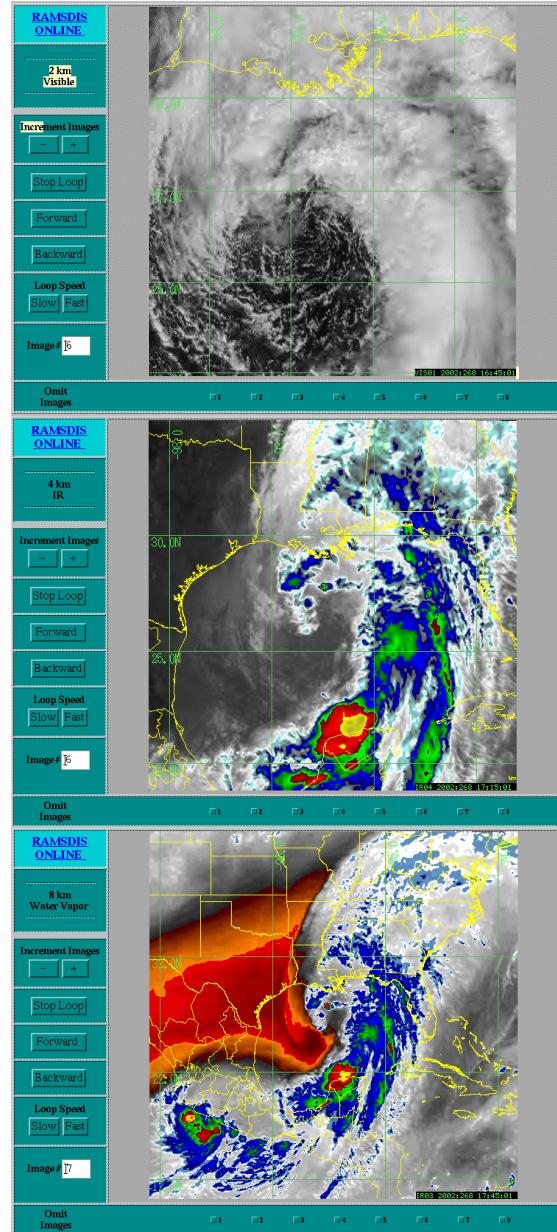 RAMSDIS
ONLINE
2 km
Visible
Increment Images
- +
Stop Loop
Forward
Backward
Loop Speed
Slow Fast
Image# 6
VIS01 2002:268 16:45:01
Omit
Images
1 2 3 4 5 6 7 8
RAMSDIS
ONLINE
4 km
IR
Increment Images
- +
Stop Loop
Forward
Backward
Loop Speed
Slow Fast
Image# 6
30.0N
25.0N
IR04 2002:268 17:15:01
Omit
Images
1 2 3 4 5 6 7 8
RAMSDIS
ONLINE
8 km
Water Vapor
Increment Images
- +
Stop Loop
Forward
Backward
Loop Speed
Slow Fast
Image# 7
32.0N
22.0N
IR03 2002:268 17:45:01
Omit
Images
1 2 3 4 5 6 7 8